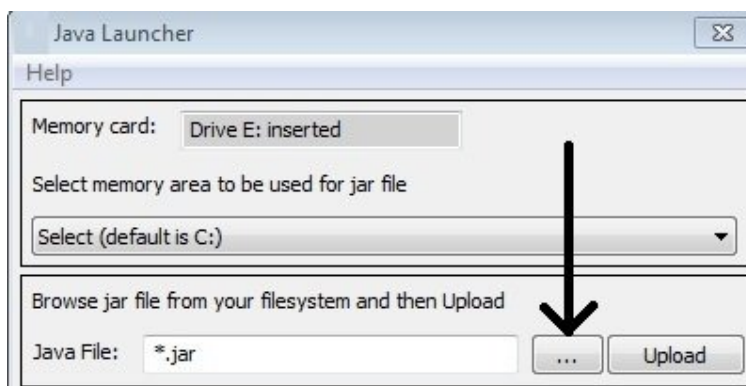 Java Launcher
Help
Memory card: Drive E: inserted
Select memory area to be used for jar file
Select (default is C:)
Browse jar file from your filesystem and then Upload
Java File: *.jar ... Upload